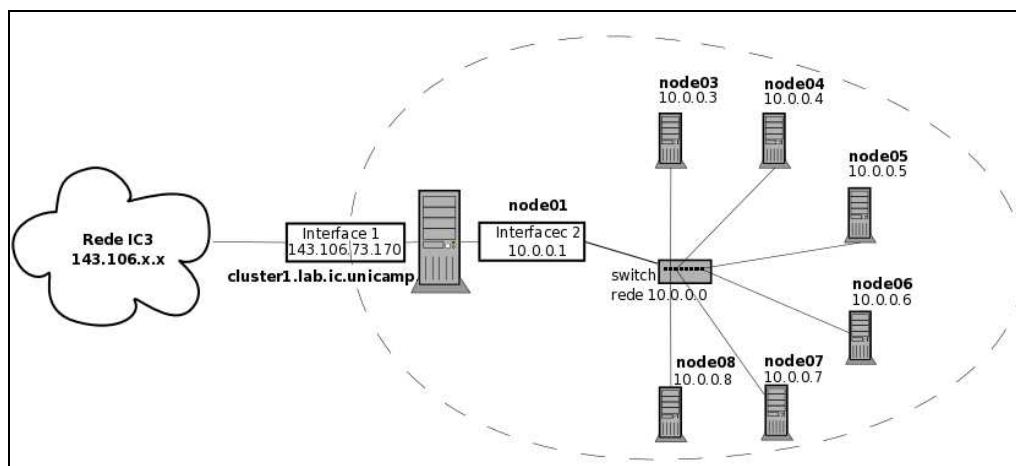 node03
10.0.0.3
node04
10.0.0.4
node05
10.0.0.5
node01
Rede IC3
143.106.x.x
Interface 1
143.106.73.170
cluster1.lab.ic.unicamp.
Interfacec 2
10.0.0.1
switch
rede 10.0.0.0
node06
10.0.0.6
node08
10.0.0.8
node07
10.0.0.7